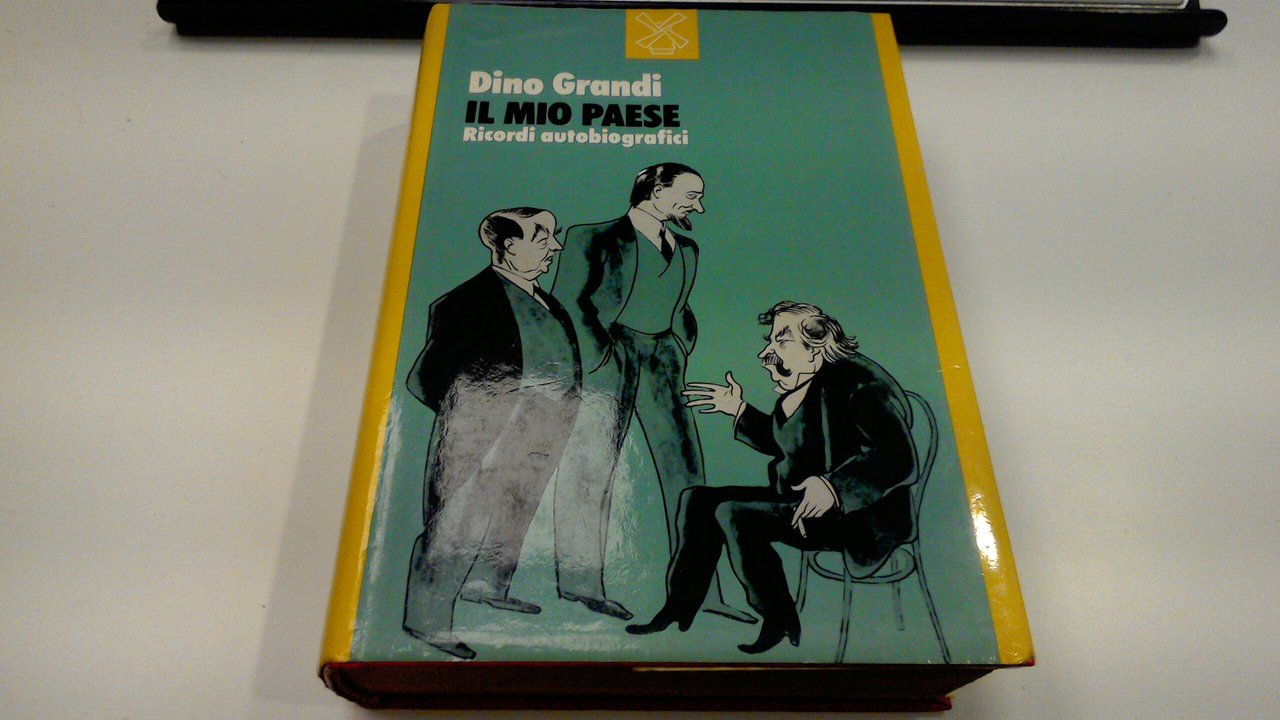 Dino Grandi
IL MIO PAESE
Ricordi autobiografici